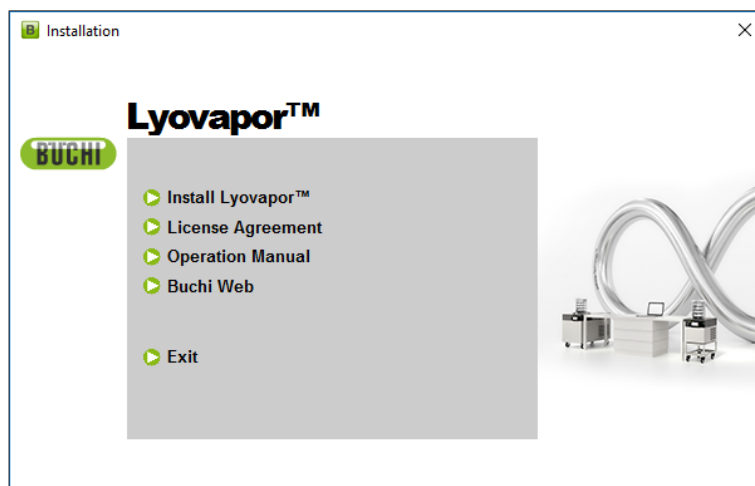 Installation
Lyovapor™
BUCHI
Install Lyovapor™
License Agreement
Operation Manual
Buchi Web
Exit